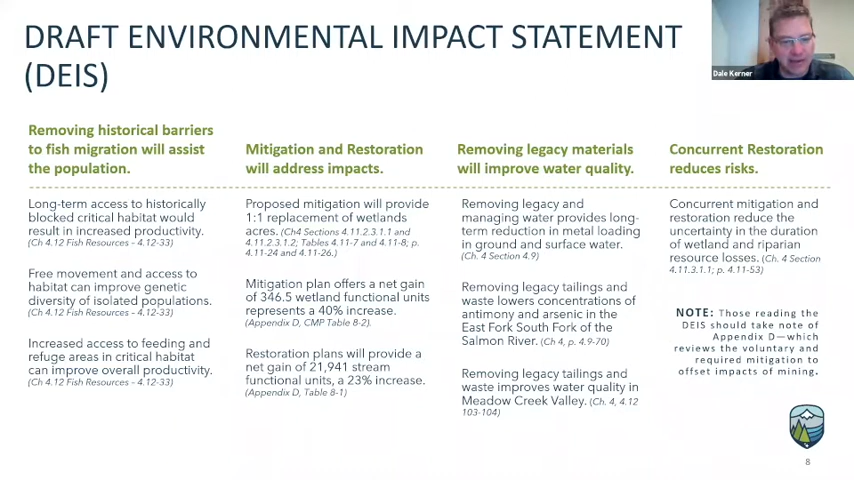 DRAFT ENVIRONMENTAL IMPACT STATEMENT
(DEIS)
Dale Kerner
Removing historical barriers
to fish migration will assist
the population.
Long-term access to historically
blocked critical habitat would
result in increased productivity.
(Ch 4.12 Fish Resources – 4.12-33)
Free movement and access to
habitat can improve genetic
diversity of isolated populations.
(Ch 4.12 Fish Resources – 4.12-33)
Increased access to feeding and
refuge areas in critical habitat
can improve overall productivity.
(Ch 4.12 Fish Resources – 4.12-33)
Mitigation and Restoration
will address impacts.
Proposed mitigation will provide
1:1 replacement of wetlands
acres. (Ch4 Sections 4.11.2.3.1.1 and
4.11.2.3.1.2; Tables 4.11-7 and 4.11-8; p.
4.11-24 and 4.11-26.)
Mitigation plan offers a net gain
of 346.5 wetland functional units
represents a 40% increase.
(Appendix D, CMP Table 8-2).
Restoration plans will provide a
net gain of 21,941 stream
functional units, a 23% increase.
(Appendix D, Table 8-1)
Removing legacy materials
will improve water quality.
Removing legacy and
managing water provides long-
term reduction in metal loading
in ground and surface water.
(Ch. 4 Section 4.9)
Removing legacy tailings and
waste lowers concentrations of
antimony and arsenic in the
East Fork South Fork of the
Salmon River. (Ch 4, p. 4.9-70)
Removing legacy tailings and
waste improves water quality in
Meadow Creek Valley. (Ch. 4, 4.12
103-104)
Concurrent Restoration
reduces risks.
Concurrent mitigation and
restoration reduce the
uncertainty in the duration
of wetland and riparian
resource losses. (Ch. 4 Section
4.11.3.1.1; p. 4.11-53)
NOTE: Those reading the
DEIS should take note of
Appendix D—which
reviews the voluntary and
required mitigation to
offset impacts of mining.
8